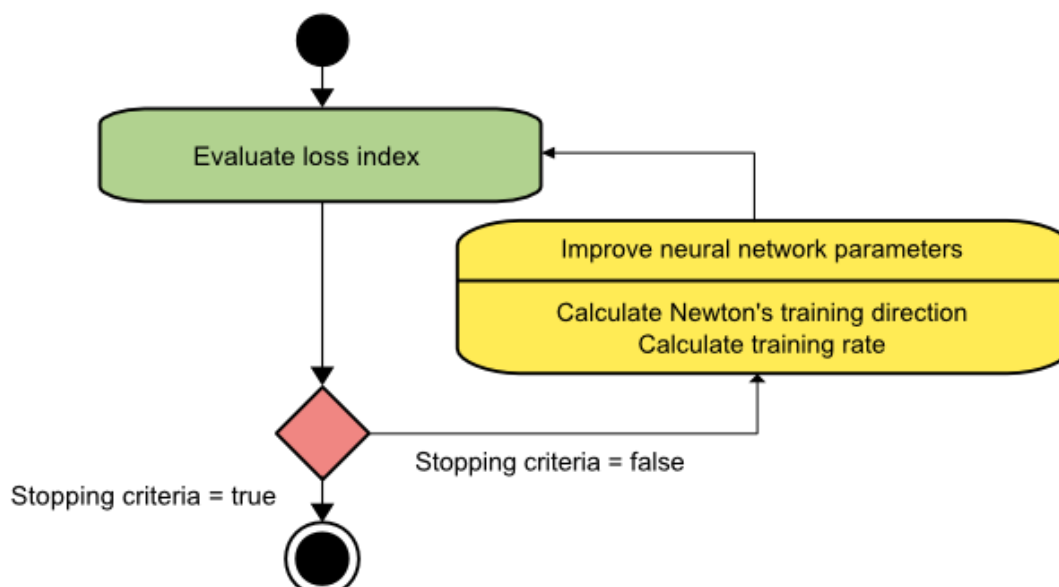 Evaluate loss index
Improve neural network parameters
Calculate Newton's training direction
Calculate training rate
Stopping criteria = false
Stopping criteria = true